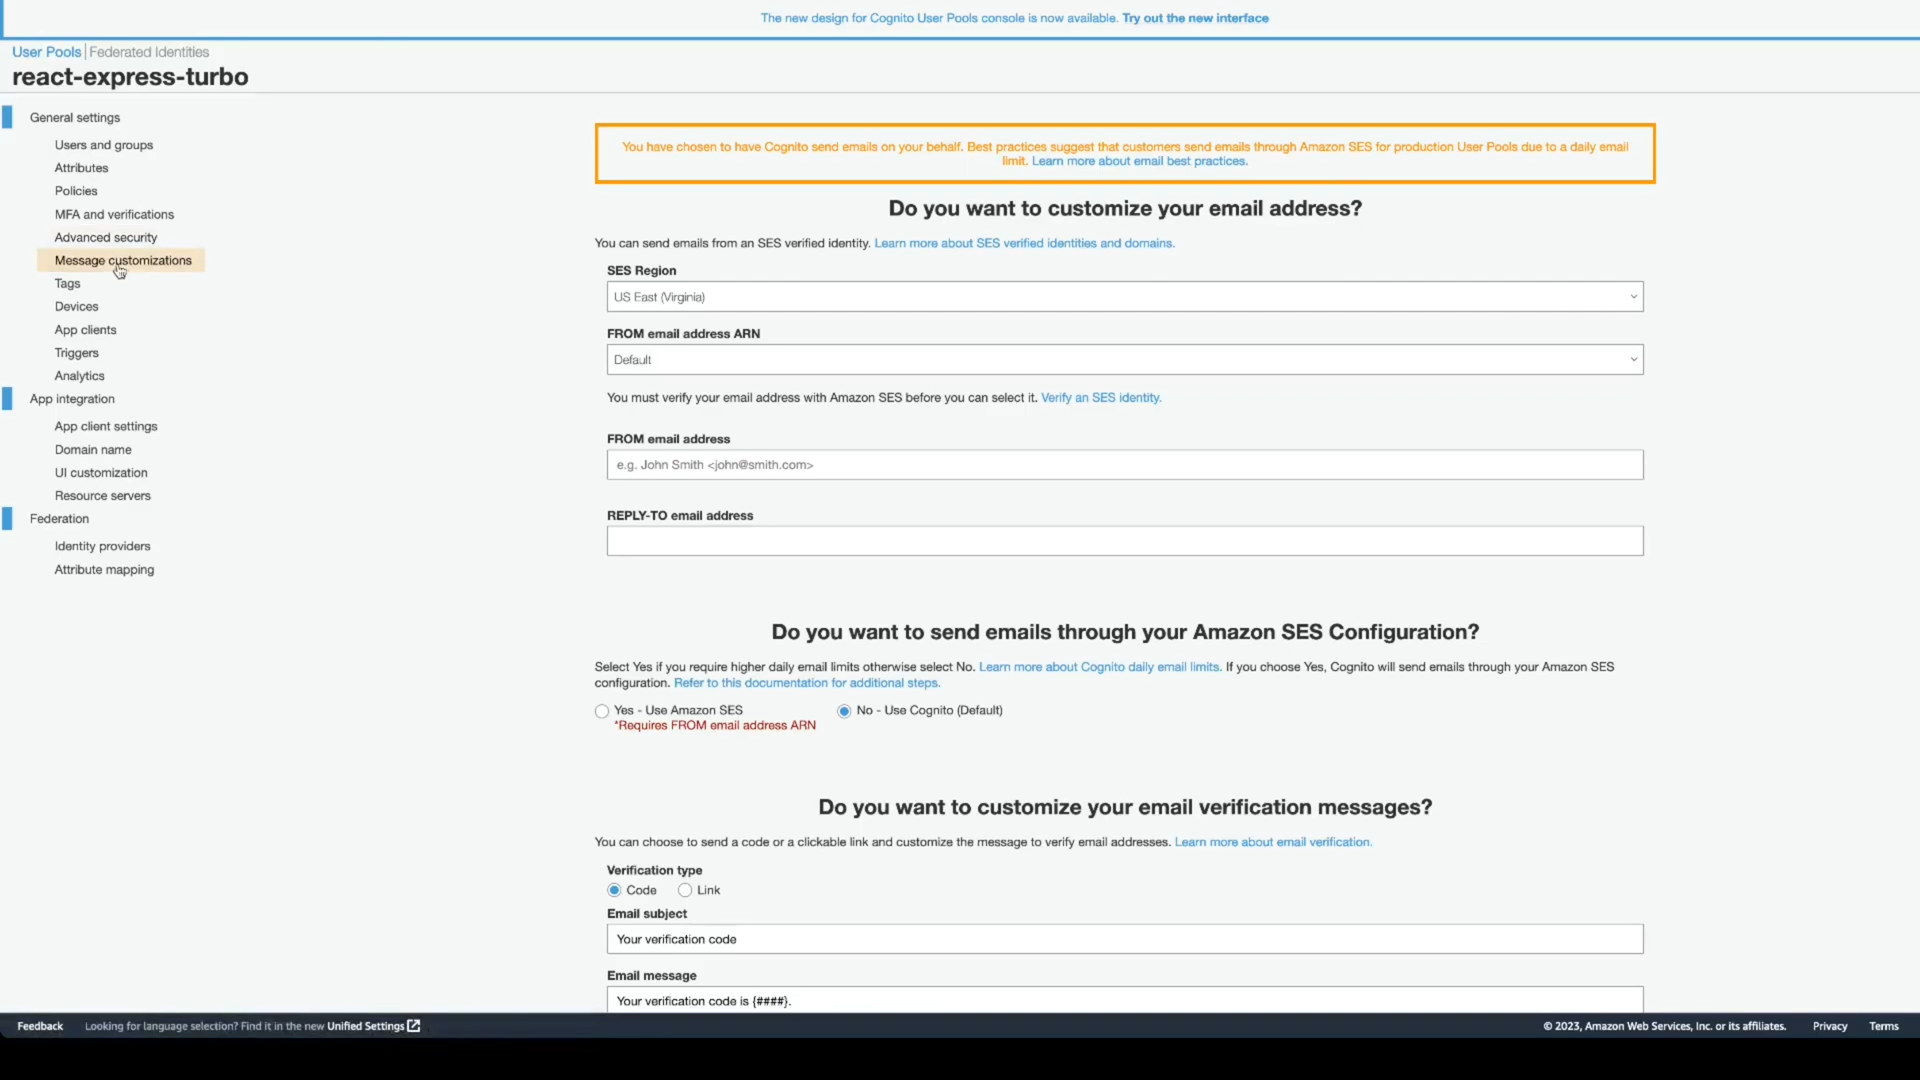 The new design for Cognito User Pools console is now available. Try out the new interface
User Pools Federated Identities
react-express-turbo
General settings
Users and groups
Attributes
Policies
MFA and verifications
Advanced security
Message customizations
Tags
Devices
App clients
Triggers
Analytics
App integration
App client settings
Domain name
UI customization
Resource servers
Federation
Identity providers
Attribute mapping
You have chosen to have Cognito send emails on your behalf. Best practices suggest that customers send emails through Amazon SES for production User Pools due to a daily email
limit. Learn more about email best practices.
Do you want to customize your email address?
You can send emails from an SES verified identity. Learn more about SES verified identities and domains.
SES Region
US East (Virginia)
FROM email address ARN
Default
You must verify your email address with Amazon SES before you can select it. Verify an SES identity.
FROM email address
e.g. John Smith <john@smith.com>
REPLY-TO email address
Do you want to send emails through your Amazon SES Configuration?
Select Yes if you require higher daily email limits otherwise select No. Learn more about Cognito daily email limits. If you choose Yes, Cognito will send emails through your Amazon SES
configuration. Refer to this documentation for additional steps.
Yes - Use Amazon SES
*Requires FROM email address ARN
No - Use Cognito (Default)
Do you want to customize your email verification messages?
You can choose to send a code or a clickable link and customize the message to verify email addresses. Learn more about email verification.
Verification type
Code Link
Email subject
Your verification code
Email message
Your verification code is {####}.
Feedback Looking for language selection? Find it in the new Unified Settings
© 2023, Amazon Web Services, Inc. or its affiliates. Privacy Terms